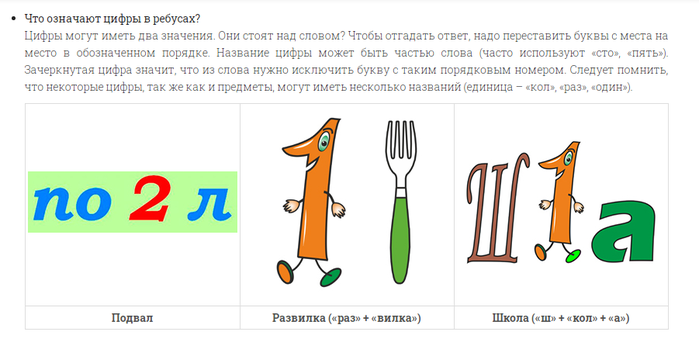 Что означают цифры в ребусах?
Цифры могут иметь два значения. Они стоят над словом? Чтобы отгадать ответ, надо переставить буквы с места на
место в обозначенном порядке. Название цифры может быть частью слова (часто используют «сто», «пять»).
Зачеркнутая цифра значит, что из слова нужно исключить букву с таким порядковым номером. Следует помнить,
что некоторые цифры, так же как и предметы, могут иметь несколько названий (единица – «кол», «раз», «один»).
по 2 л
1
Ш 1 а
Подвал
Развилка («раз» + «вилка»)
Школа («ш» + «кол» + «а»)